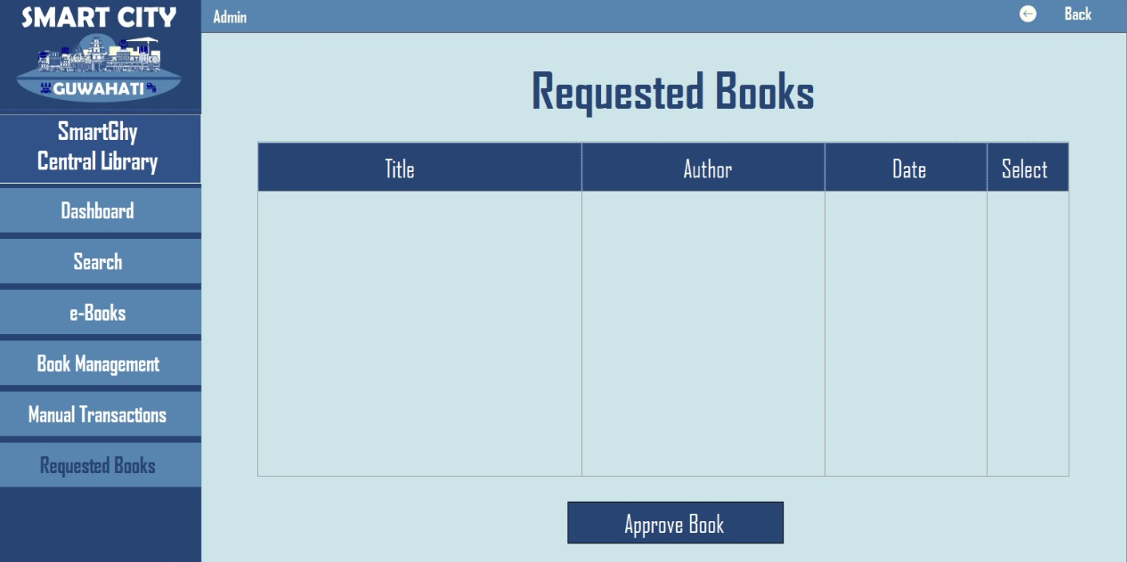 SMART CITY
GUWAHATI
SmartGhy
Central Library
Dashboard
Search
e-Books
Book Management
Manual Transactions
Requested Books
Admin
Back
Requested Books
Title Author Date Select
Approve Book